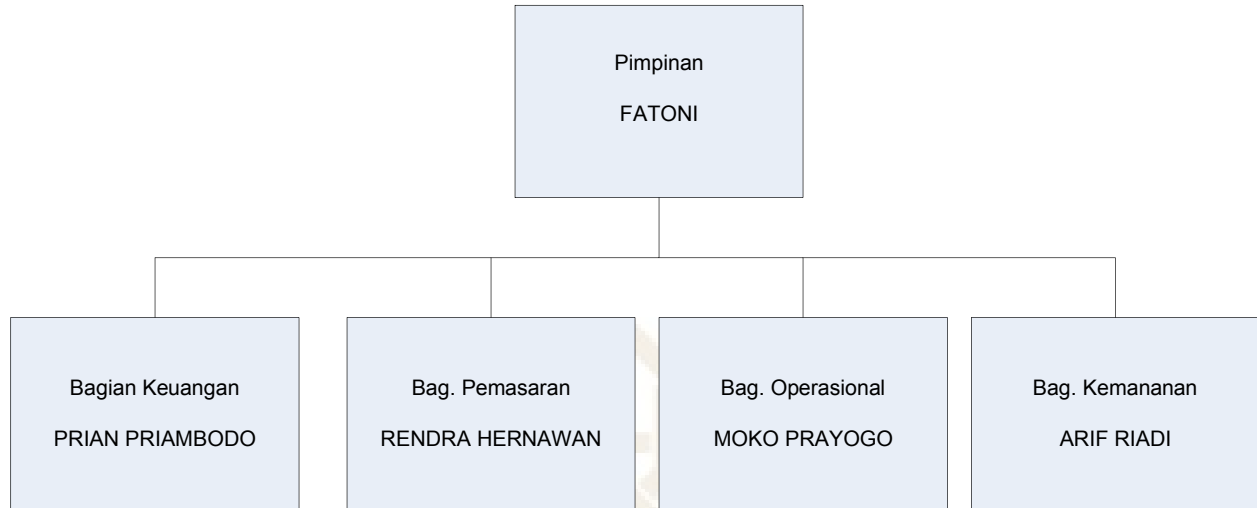 Pimpinan
FATONI
Bagian Keuangan
PRIAN PRIAMBODO
Bag. Pemasaran
RENDRA HERNAWAN
Bag. Operasional
MOKO PRAYOGO
Bag. Kemananan
ARIF RIADI